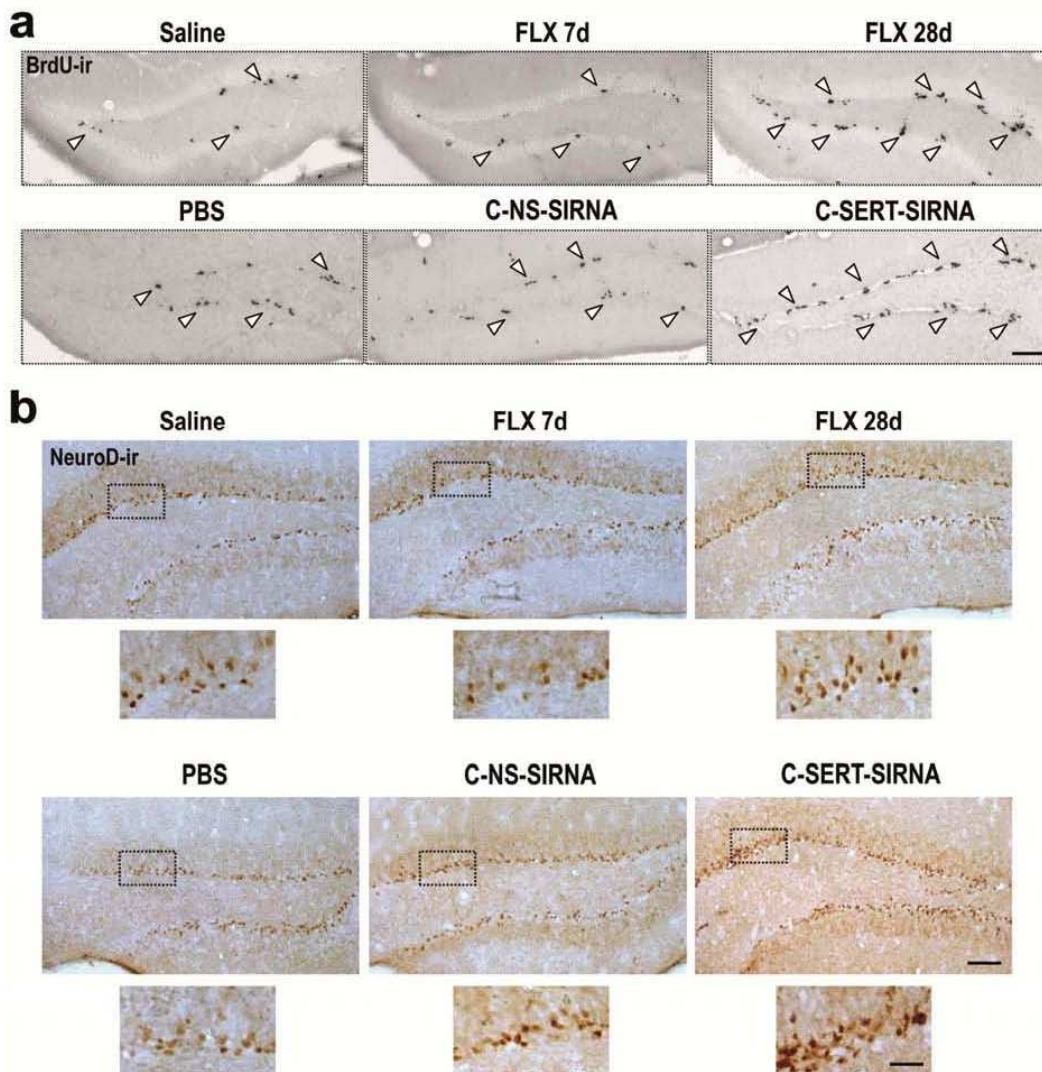 a
Saline FLX 7d FLX 28d
BrdU-ir
PBS C-NS-SIRNA C-SERT-SIRNA
b
Saline FLX 7d FLX 28d
NeuroD-ir
PBS C-NS-SIRNA C-SERT-SIRNA